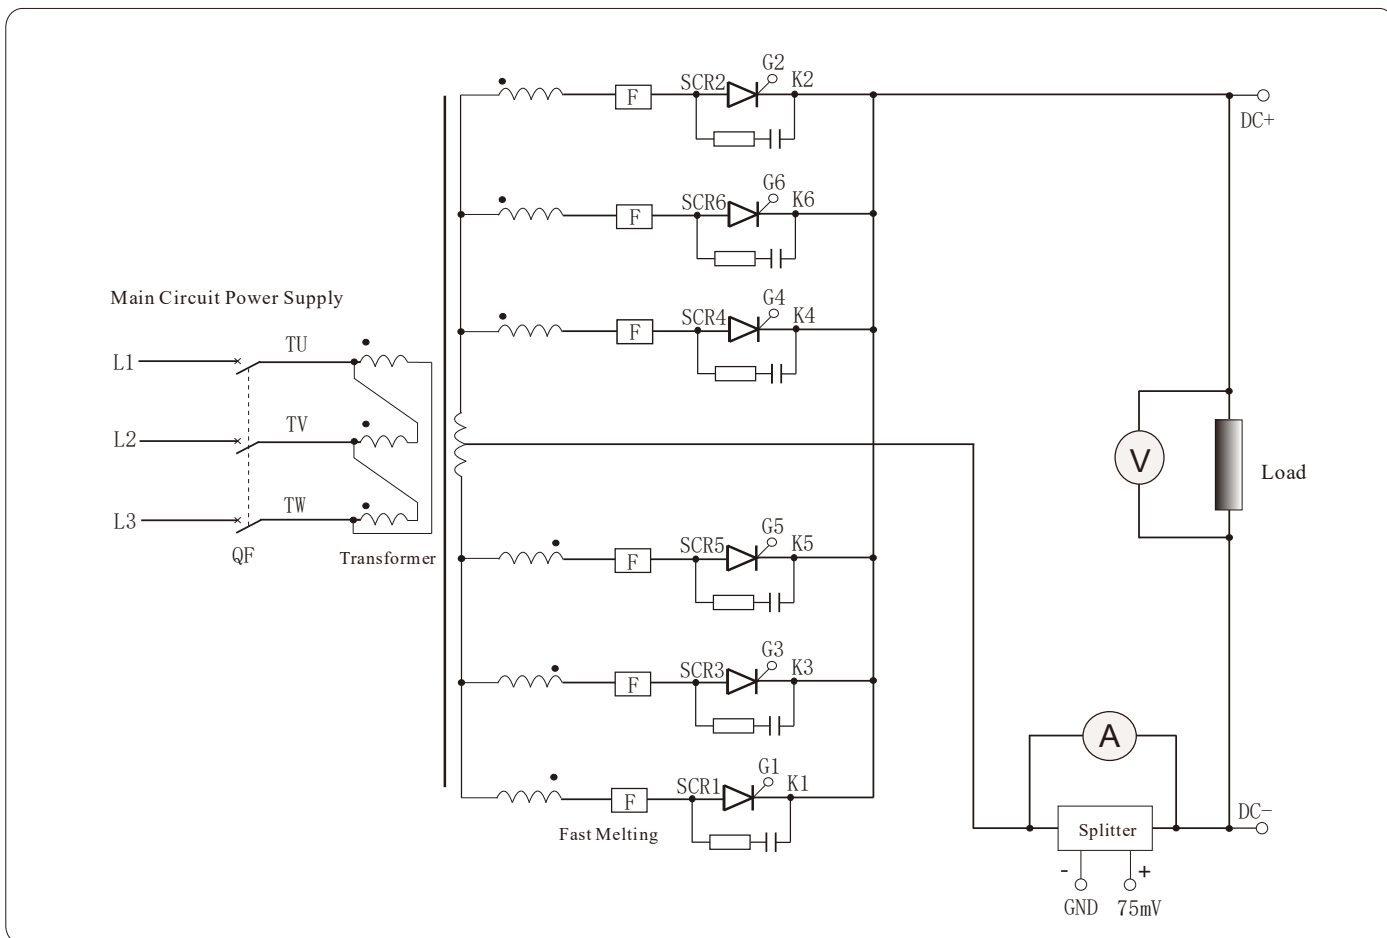 G2
SCR2
K2
F
DC+
G6
SCR6
K6
F
G4
SCR4
K4
F
Main Circuit Power Supply
L1
TU
L2
TV
L3
TW
QF
Transformer
V
Load
G5
SCR5
K5
F
G3
SCR3
K3
F
G1
SCR1
K1
F
Fast Melting
A
DC-
Splitter
- +
GND 75mV